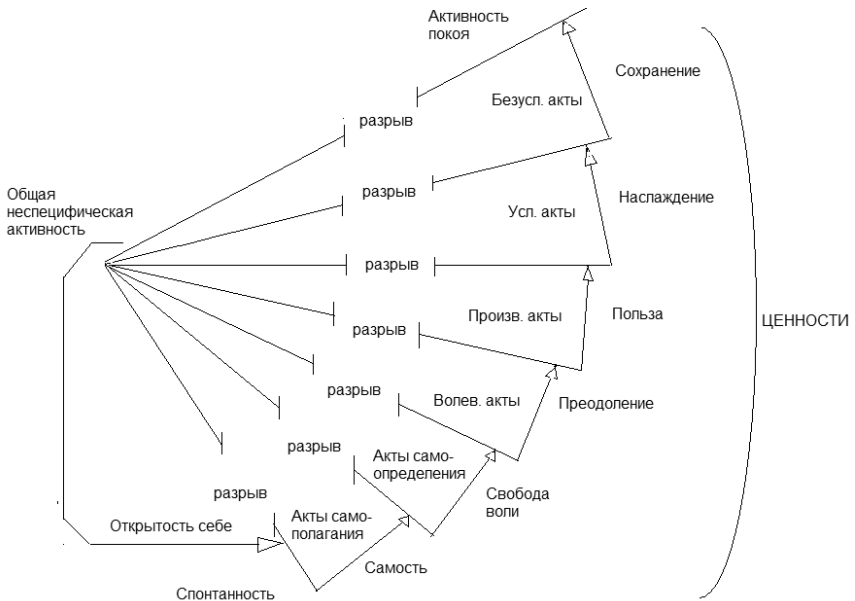 Активность
покоя
Сохранение
Безусл. акты
разрыв
разрыв
Общая
неспецифическая
активность
Наслаждение
Усл. акты
разрыв
Произв. акты
Польза
ЦЕННОСТИ
разрыв
разрыв
Волев. акты
Преодоление
разрыв
Акты само-
определения
разрыв
Свобода
воли
Открытость себе
Акты само-
полагания
Самость
Спонтанность